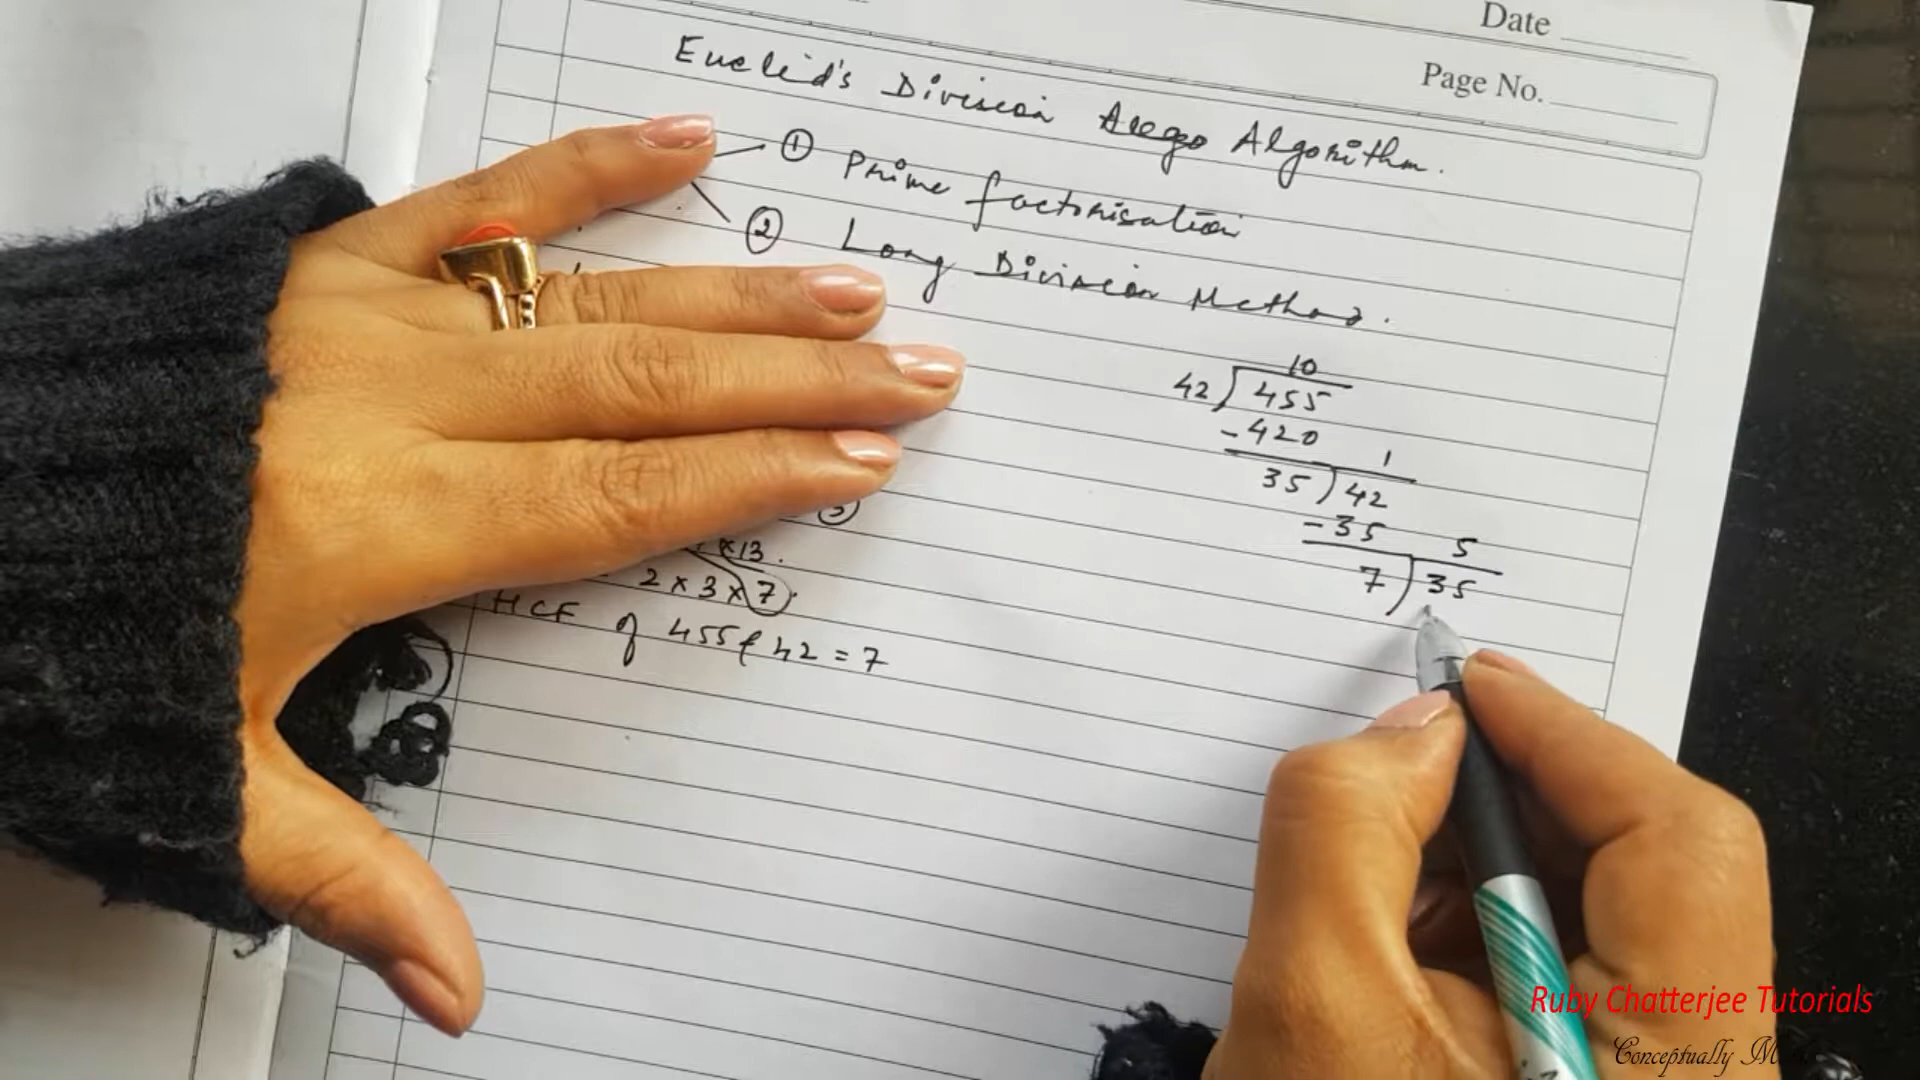 Date
Page No.
Euclid's Division Algo Algorithm.
① Prime factorisation
② Long Division Method.
10
42 ) 455
- 420
1
35 ) 42
- 35
5
7 ) 35
③
x 13.
2 x 3 x 7.
HCF of 455 & 42 = 7
Ruby Chatterjee Tutorials
Conceptually